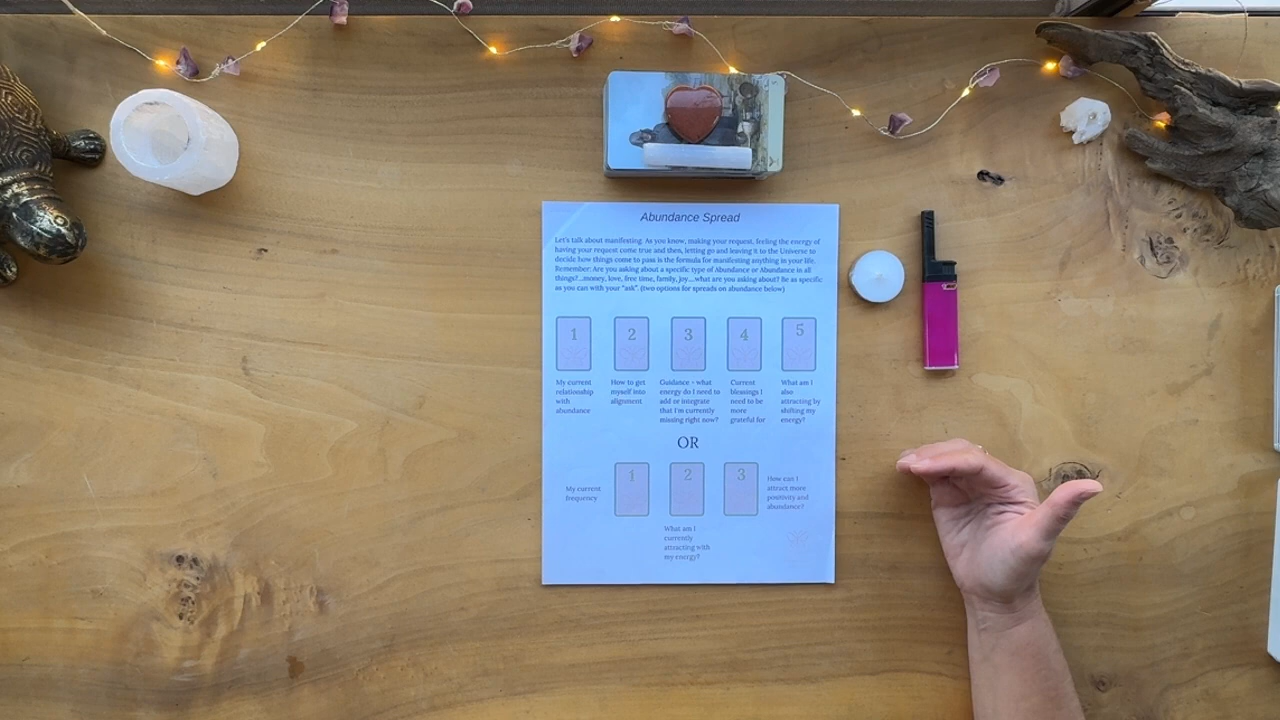 Abundance Spread
Let's talk about manifesting. As you know, making your request, feeling the energy of
having your request come true and then, letting go and leaving it to the Universe to
decide how things come to pass is the formula for manifesting anything in your life.
Remember: Are you asking about a specific type of Abundance or Abundance in all
things?...money, love, free time, family, joy....what are you asking about? Be as specific
as you can with your "ask". (two options for spreads on abundance below)
1 2 3 4 5
My current
relationship
with
abundance
How to get
myself into
alignment
Guidance - what
energy do I need to
add or integrate
that I'm currently
missing right now?
Current
blessings I
need to be
more
grateful for
What am I
also
attracting by
shifting my
energy?
OR
1 2 3
My current
frequency
What am I
currently
attracting with
my energy?
How can I
attract more
positivity and
abundance?